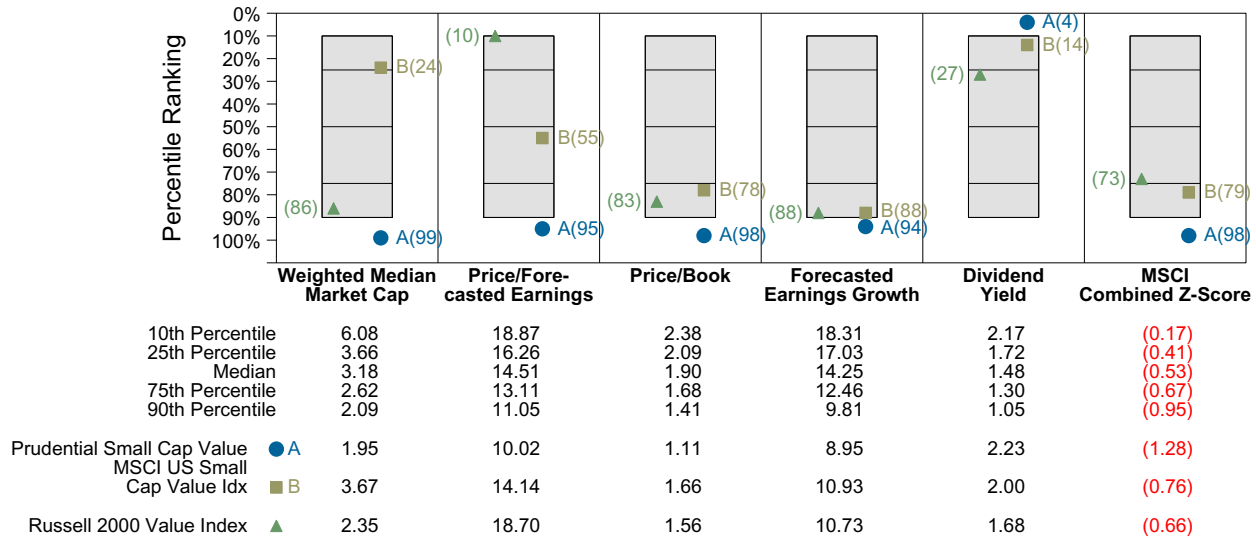 Percentile Ranking
0%
10%
20%
30%
40%
50%
60%
70%
80%
90%
100%
(86)
B(24)
A(99)
(10)
B(55)
A(95)
(83)
B(78)
A(98)
(88)
B(88)
A(94)
(27)
A(4)
B(14)
(73)
B(79)
A(98)
Weighted Median
Market Cap
Price/Fore-
casted Earnings
Price/Book
Forecasted
Earnings Growth
Dividend
Yield
MSCI
Combined Z-Score
10th Percentile 6.08 18.87 2.38 18.31 2.17 (0.17)
25th Percentile 3.66 16.26 2.09 17.03 1.72 (0.41)
Median 3.18 14.51 1.90 14.25 1.48 (0.53)
75th Percentile 2.62 13.11 1.68 12.46 1.30 (0.67)
90th Percentile 2.09 11.05 1.41 9.81 1.05 (0.95)
Prudential Small Cap Value A 1.95 10.02 1.11 8.95 2.23 (1.28)
MSCI US Small
Cap Value Idx B 3.67 14.14 1.66 10.93 2.00 (0.76)
Russell 2000 Value Index 2.35 18.70 1.56 10.73 1.68 (0.66)